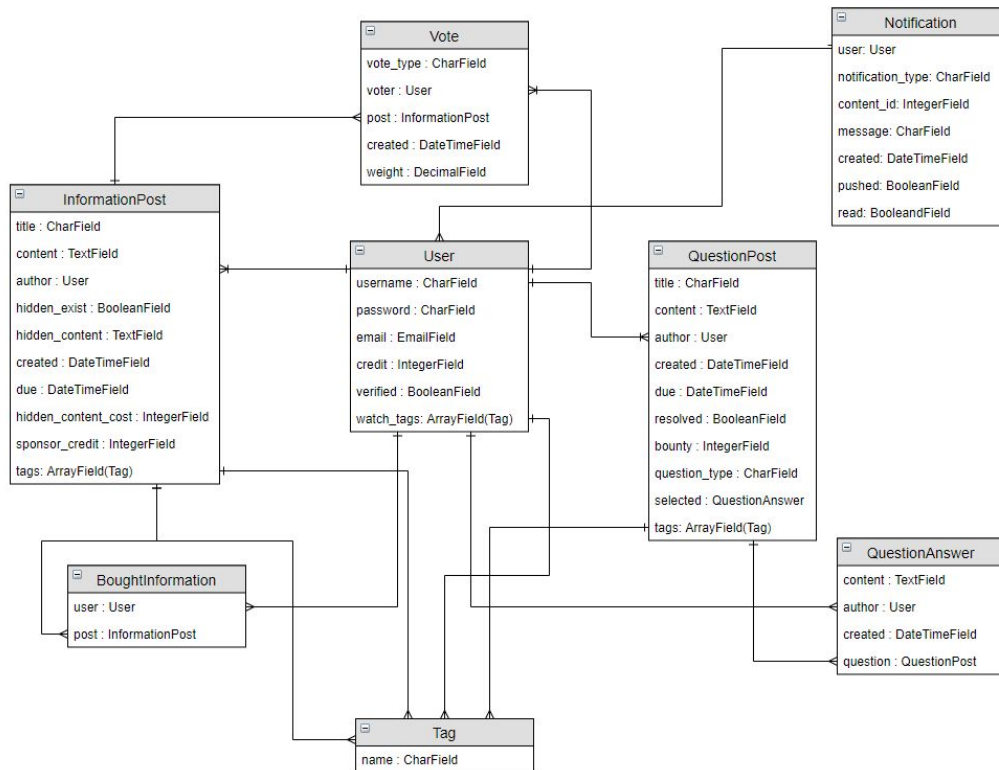 Vote
vote_type : CharField
voter : User
post : InformationPost
created : DateTimeField
weight : DecimalField
Notification
user: User
notification_type: CharField
content_id: IntegerField
message: CharField
created: DateTimeField
pushed: BooleanField
read: BooleandField
InformationPost
title : CharField
content : TextField
author : User
hidden_exist : BooleanField
hidden_content : TextField
created : DateTimeField
due : DateTimeField
hidden_content_cost : IntegerField
sponsor_credit : IntegerField
tags: ArrayField(Tag)
User
username : CharField
password : CharField
email : EmailField
credit : IntegerField
verified : BooleanField
watch_tags: ArrayField(Tag)
QuestionPost
title : CharField
content : TextField
author : User
created : DateTimeField
due : DateTimeField
resolved : BooleanField
bounty : IntegerField
question_type : CharField
selected : QuestionAnswer
tags: ArrayField(Tag)
BoughtInformation
user : User
post : InformationPost
QuestionAnswer
content : TextField
author : User
created : DateTimeField
question : QuestionPost
Tag
name : CharField